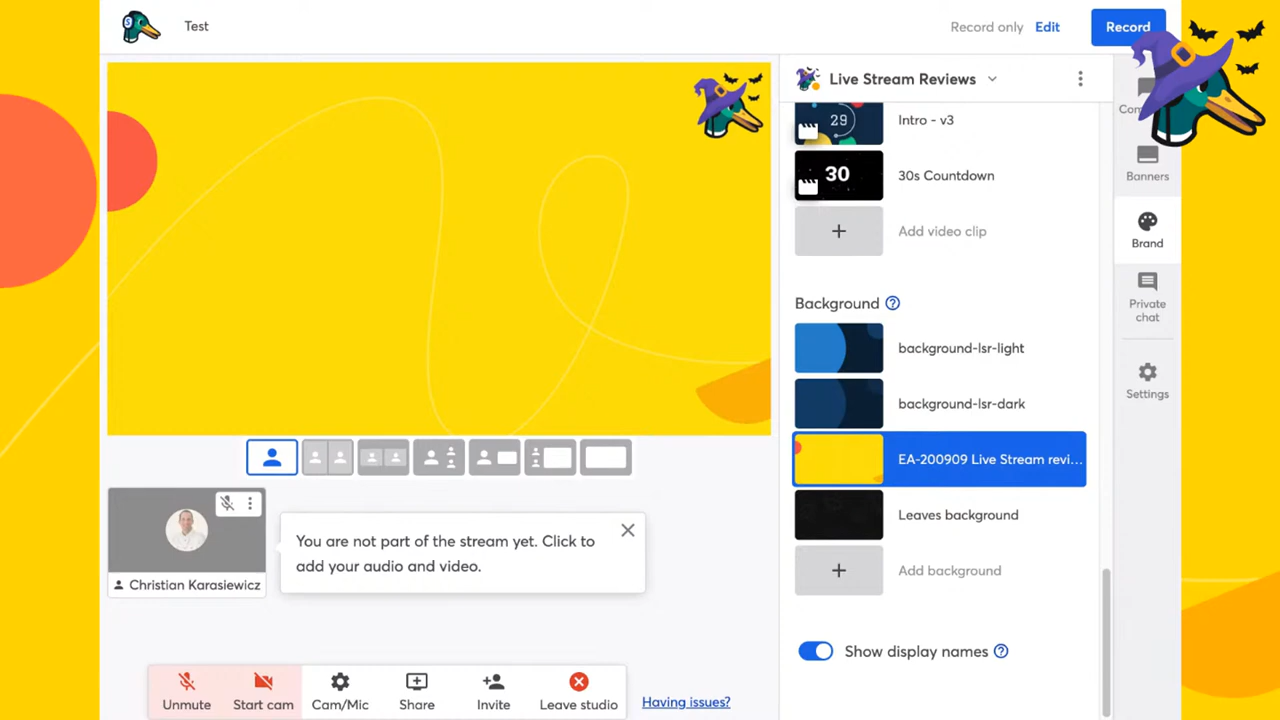 S
Test
Record only
Edit
Record
Live Stream Reviews
29
Intro - v3
30
30s Countdown
+
Add video clip
Banners
Brand
Private
chat
Settings
Background ?
background-lsr-light
background-lsr-dark
EA-200909 Live Stream revi...
Leaves background
+
Add background
Show display names ?
You are not part of the stream yet. Click to
add your audio and video.
Christian Karasiewicz
Unmute
Start cam
Cam/Mic
Share
Invite
Leave studio
Having issues?